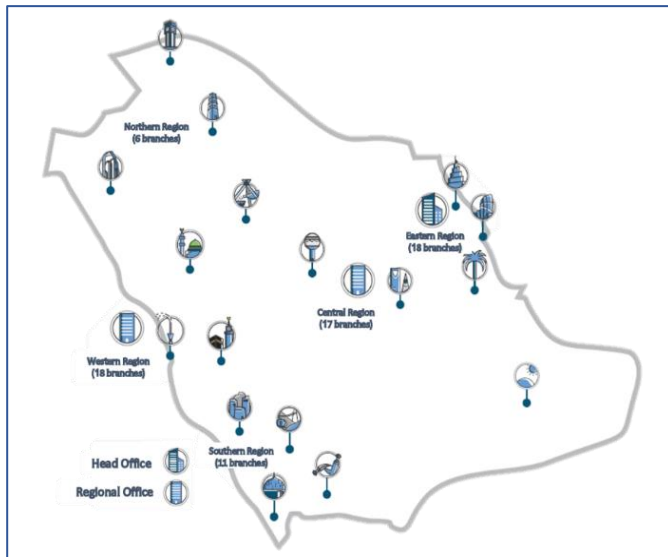 Northern Region
(6 branches)
Eastern Region
(18 branches)
Central Region
(17 branches)
Western Region
(18 branches)
Southern Region
(11 branches)
Head Office
Regional Office